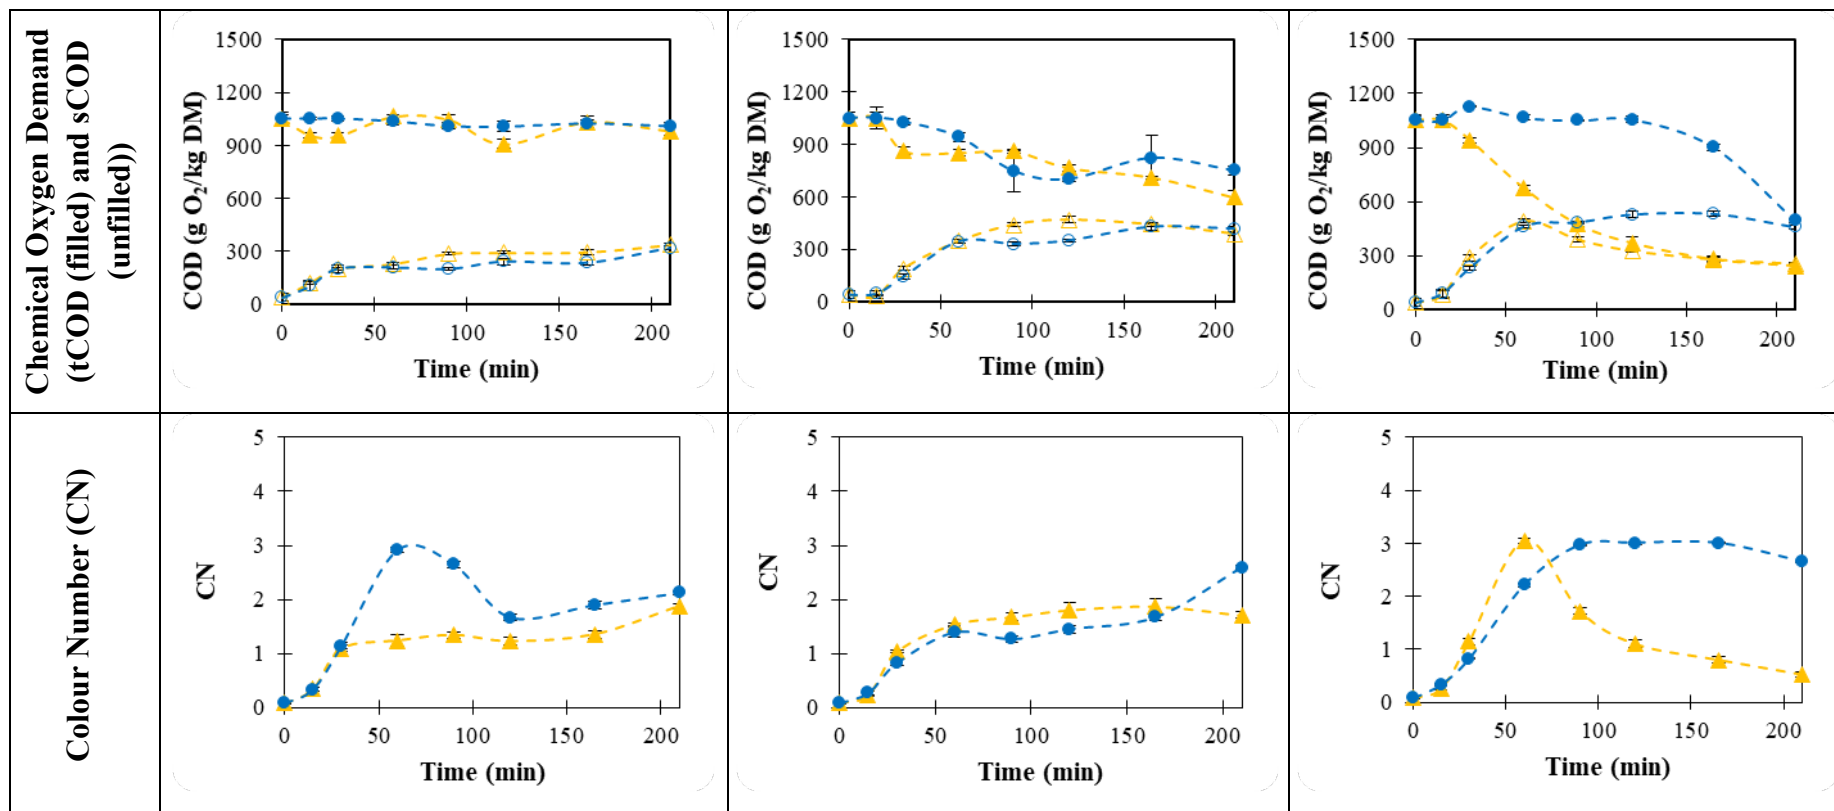 Chemical Oxygen Demand
(tCOD (filled) and sCOD
(unfilled))
COD (g O₂/kg DM)
1500
1200
900
600
300
0
0 50 100 150 200
Time (min)
COD (g O₂/kg DM)
1500
1200
900
600
300
0
0 50 100 150 200
Time (min)
COD (g O₂/kg DM)
1500
1200
900
600
300
0
0 50 100 150 200
Time (min)
Colour Number (CN)
CN
5
4
3
2
1
0
0 50 100 150 200
Time (min)
CN
5
4
3
2
1
0
0 50 100 150 200
Time (min)
CN
5
4
3
2
1
0
0 50 100 150 200
Time (min)